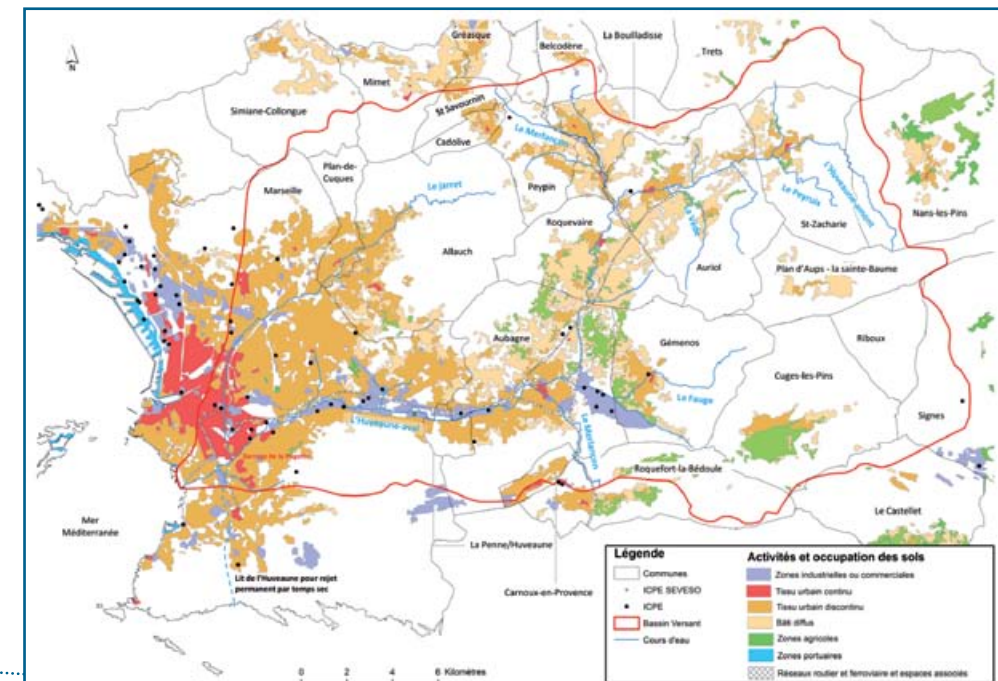 N
Gréasque
Belcodène
La Bouilladisse
Trets
Mimet
Simiane-Collongue
St Savournin
Cadolive
La Merlançon
Plan-de-Cuques
Marseille
Le Jarret
Peypin
L'Huveaune-amont
Le Peyruis
Nans-les-Pins
St-Zacharie
Roquevaire
La Vède
Allauch
Auriol
Plan d'Aups - la sainte-Baume
Aubagne
Gémenos
Riboux
Cuges-les-Pins
La Fauge
Signes
L'Huveaune-aval
La Merlançon
Roquefort-la-Bédoule
Mer
Méditerranée
Le Castellet
La Penne/Huveaune
Carnoux-en-Provence
Lit de l'Huveaune pour rejet
permanent par temps sec
0 2 4 6 Kilomètres
Légende
Communes
ICPE SEVESO
ICPE
Bassin Versant
Cours d'eau
Activités et occupation des sols
Zones industrielles ou commerciales
Tissu urbain continu
Tissu urbain discontinu
Bâti diffus
Zones agricoles
Zones portuaires
Réseaux routier et ferroviaire et espaces associés